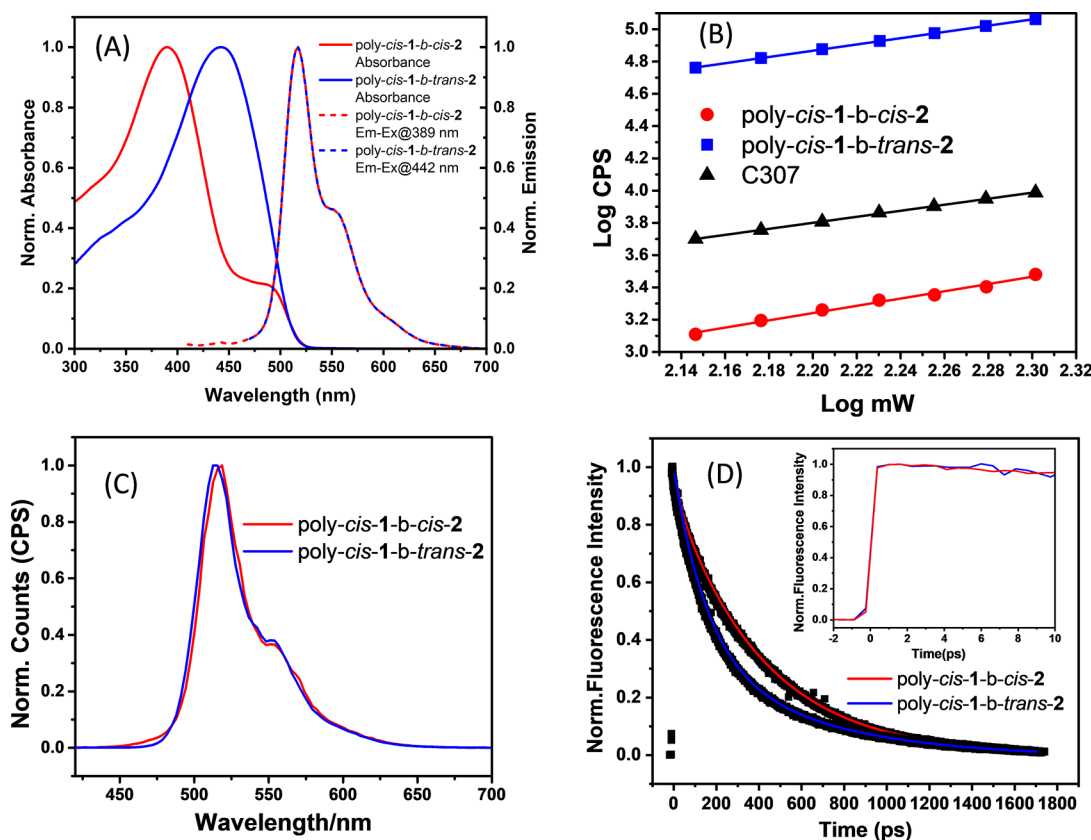 (A)
poly-cis-1-b-cis-2
Absorbance
poly-cis-1-b-trans-2
Absorbance
poly-cis-1-b-cis-2
Em-Ex@389 nm
poly-cis-1-b-trans-2
Em-Ex@442 nm
1.0
0.8
0.6
0.4
0.2
0.0
1.0
0.8
0.6
0.4
0.2
0.0
Norm. Absorbance
Norm. Emission
300 350 400 450 500 550 600 650 700
Wavelength (nm)
(B)
5.0
4.8
4.6
4.4
4.2
4.0
3.8
3.6
3.4
3.2
3.0
Log CPS
poly-cis-1-b-cis-2
poly-cis-1-b-trans-2
C307
2.14 2.16 2.18 2.20 2.22 2.24 2.26 2.28 2.30 2.32
Log mW
(C)
1.0
0.8
0.6
0.4
0.2
0.0
Norm. Counts (CPS)
poly-cis-1-b-cis-2
poly-cis-1-b-trans-2
450 500 550 600 650 700
Wavelength/nm
(D)
1.0
0.8
0.6
0.4
0.2
0.0
Norm.Fluorescence Intensity
1.0
0.8
0.6
0.4
0.2
0.0
Norm.Fluorescence Intensity
-2 0 2 4 6 8 10
Time(ps)
poly-cis-1-b-cis-2
poly-cis-1-b-trans-2
0 200 400 600 800 1000 1200 1400 1600 1800
Time (ps)